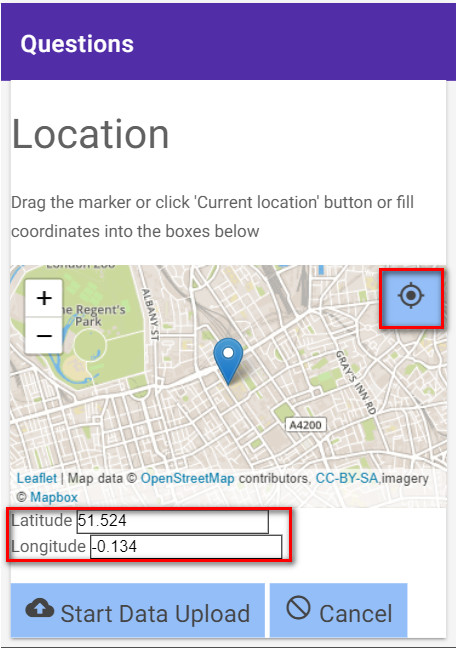 Questions
Location
Drag the marker or click 'Current location' button or fill
coordinates into the boxes below
London Zoo
+
−
The Regent's
Park
ALBANY ST
GRAY'S INN RD
A4200
Leaflet | Map data © OpenStreetMap contributors, CC-BY-SA,imagery
© Mapbox
Latitude 51.524
Longitude -0.134
Start Data Upload
Cancel